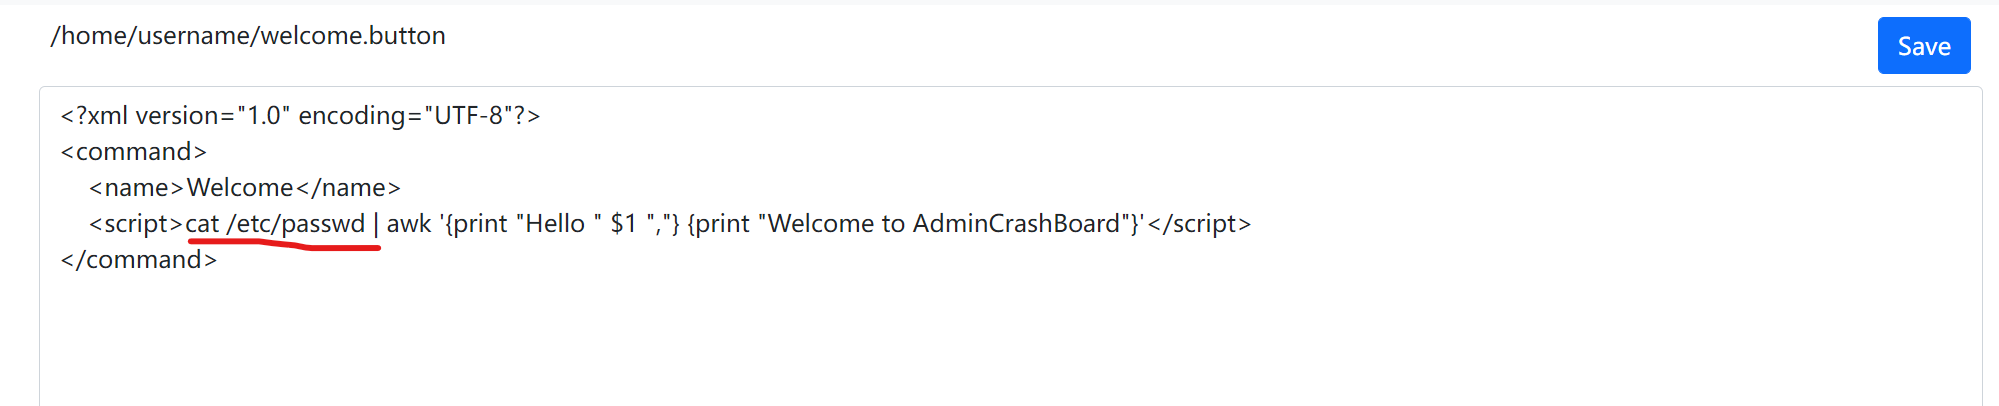 /home/username/welcome.button
Save
<?xml version="1.0" encoding="UTF-8"?>
<command>
    <name>Welcome</name>
    <script>cat /etc/passwd | awk '{print "Hello " $1 ","} {print "Welcome to AdminCrashBoard"}'</script>
</command>